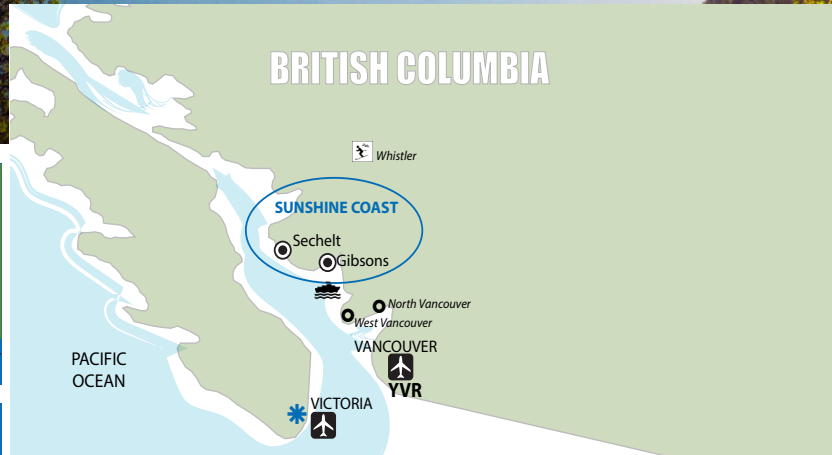 BRITISH COLUMBIA
Whistler
SUNSHINE COAST
Sechelt
Gibsons
North Vancouver
West Vancouver
VANCOUVER
YVR
PACIFIC
OCEAN
VICTORIA